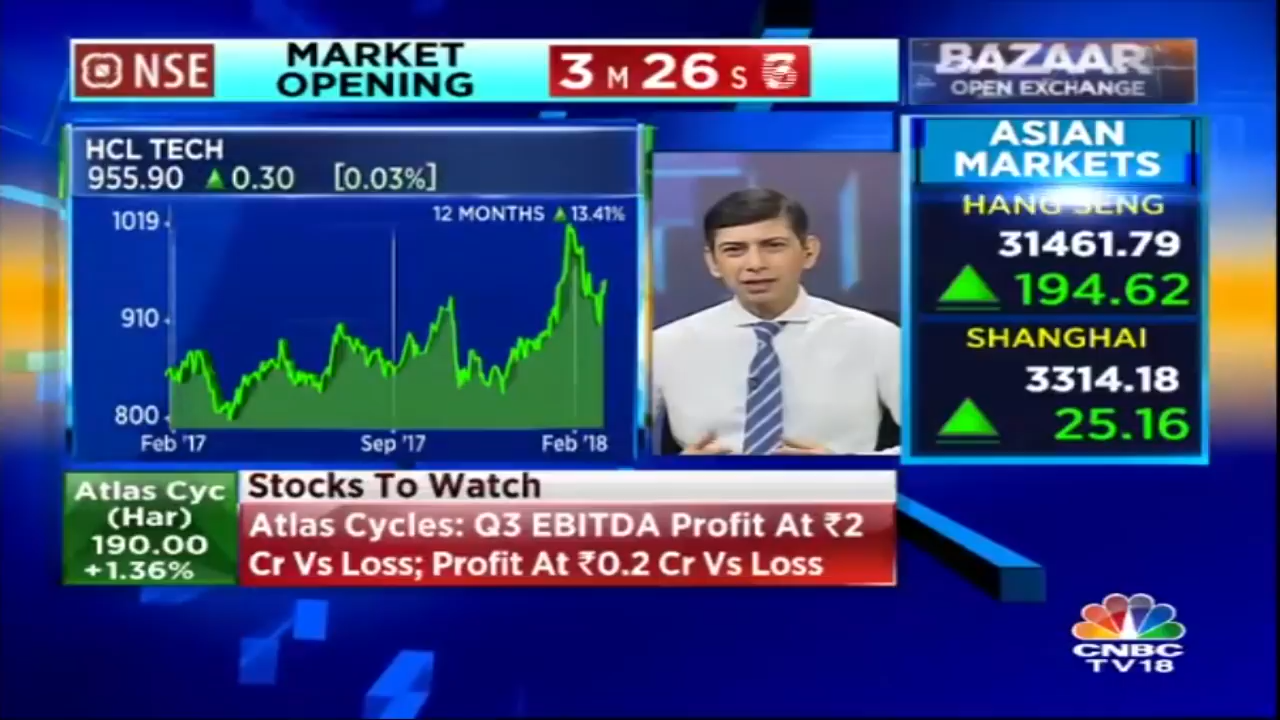 NSE
MARKET
OPENING
3 M 26 S
BAZAAR
OPEN EXCHANGE
HCL TECH
955.90 ▲ 0.30 [0.03%]
12 MONTHS ▲ 13.41%
1019
910
800
Feb '17 Sep '17 Feb '18
ASIAN
MARKETS
HANG SENG
31461.79
▲ 194.62
SHANGHAI
3314.18
▲ 25.16
Atlas Cyc
(Har)
190.00
+1.36%
Stocks To Watch
Atlas Cycles: Q3 EBITDA Profit At ₹2
Cr Vs Loss; Profit At ₹0.2 Cr Vs Loss
CNBC
TV18